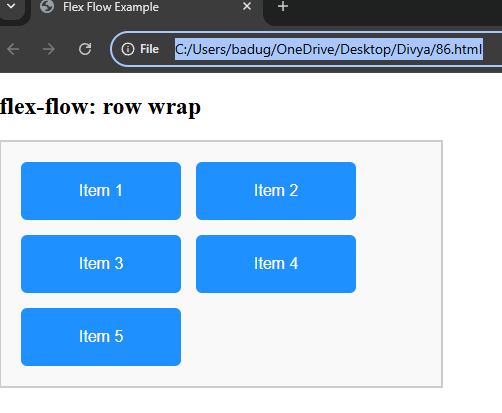 Flex Flow Example
File C:/Users/badug/OneDrive/Desktop/Divya/86.html
flex-flow: row wrap
Item 1 Item 2
Item 3 Item 4
Item 5